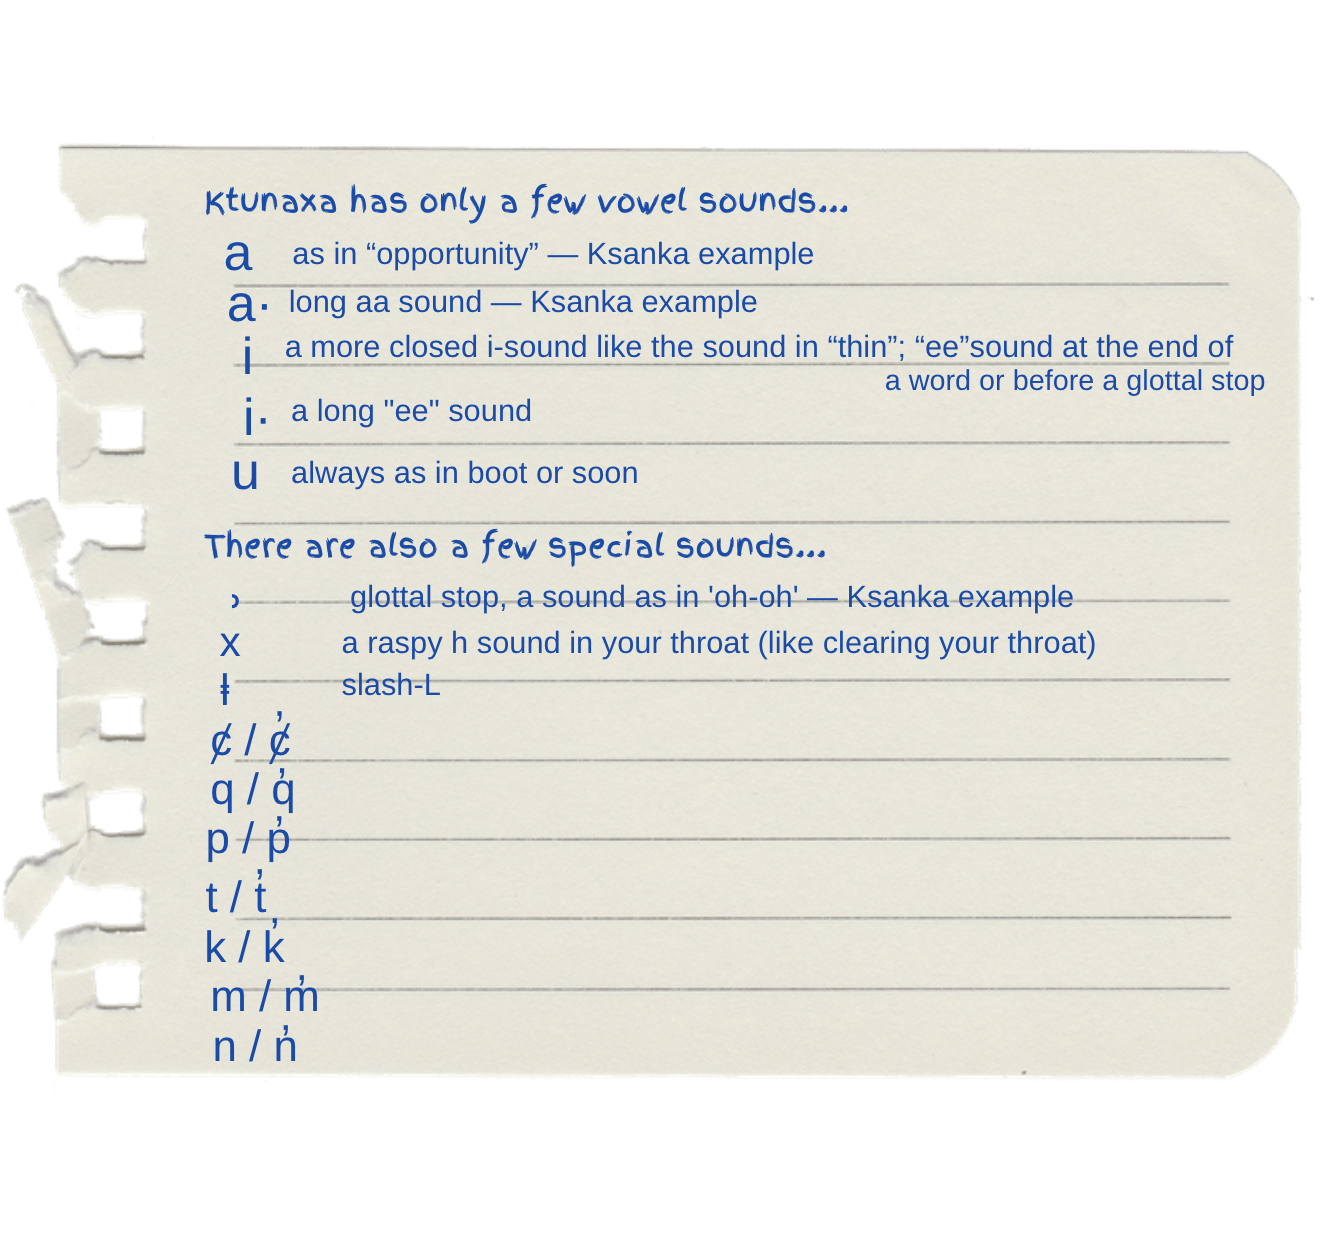 Ktunaxa has only a few vowel sounds...
a as in “opportunity” — Ksanka example
a· long aa sound — Ksanka example
i a more closed i-sound like the sound in “thin”; “ee”sound at the end of
a word or before a glottal stop
i· a long "ee" sound
u always as in boot or soon
There are also a few special sounds...
ʾ glottal stop, a sound as in 'oh-oh' — Ksanka example
x a raspy h sound in your throat (like clearing your throat)
ⱡ slash-L
ȼ / ȼ̓
q / q̓
p / p̓
t / t̓
k / k̓
m / m̓
n / n̓